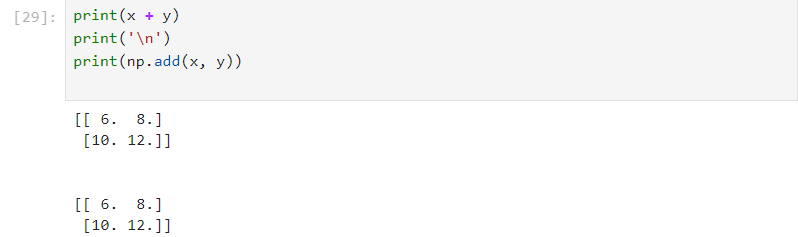 [29]: print(x + y)
print('\n')
print(np.add(x, y))
[[ 6.  8.]
 [10. 12.]]
[[ 6.  8.]
 [10. 12.]]